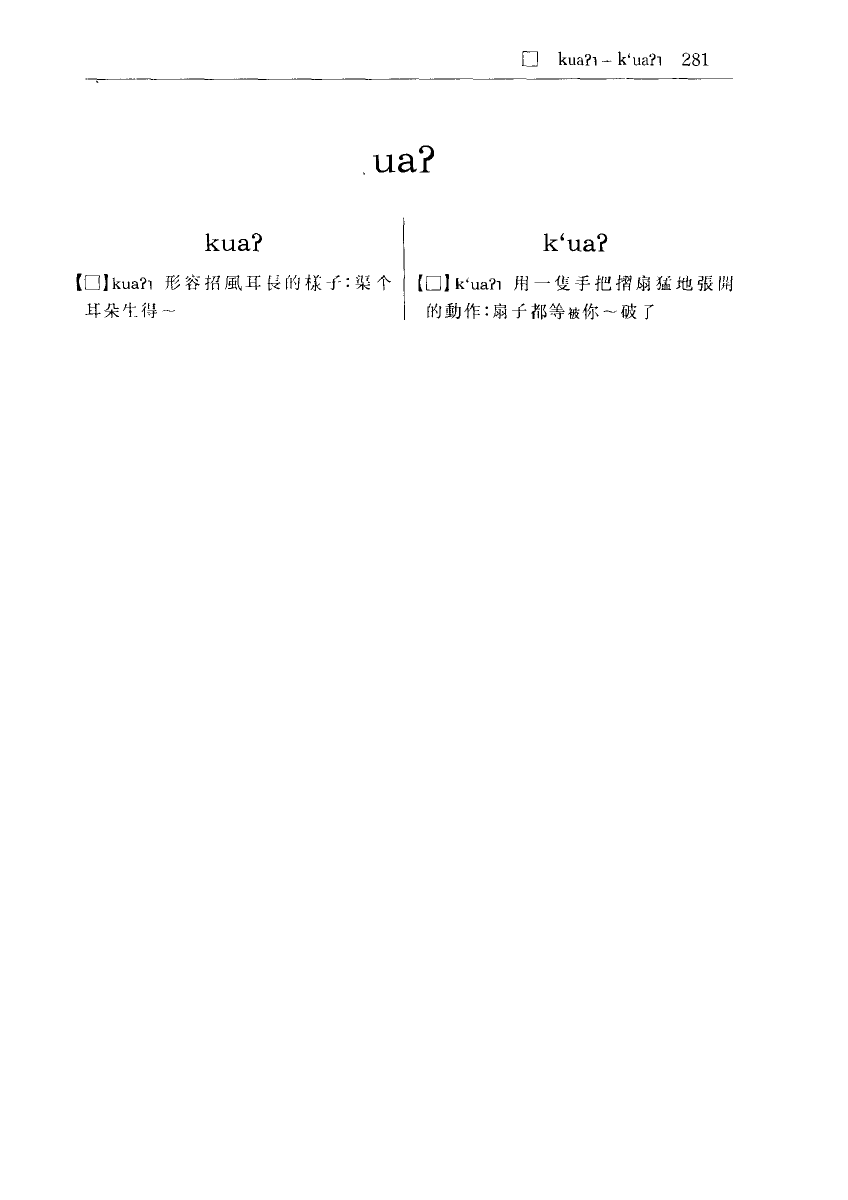 □ kuaʔ˥ – k‘uaʔ˥ 281
uaʔ
kuaʔ
【□】kuaʔ˥ 形容招風耳長的樣子:渠个
耳朵生得~
k‘uaʔ
【□】k‘uaʔ˥ 用一隻手把摺扇猛地張開
的動作:扇子都等被你~破了